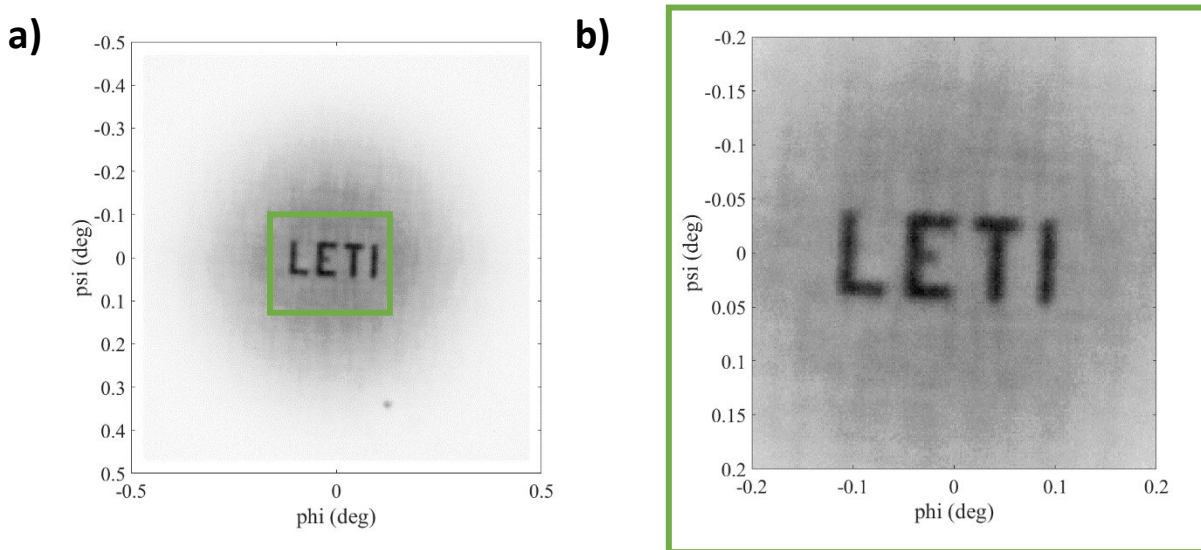 a)
-0.5
-0.4
-0.3
-0.2
-0.1
0
0.1
0.2
0.3
0.4
0.5
psi (deg)
LETI
-0.5 0 0.5
phi (deg)
b)
-0.2
-0.15
-0.1
-0.05
0
0.05
0.1
0.15
0.2
psi (deg)
LETI
-0.2 -0.1 0 0.1 0.2
phi (deg)